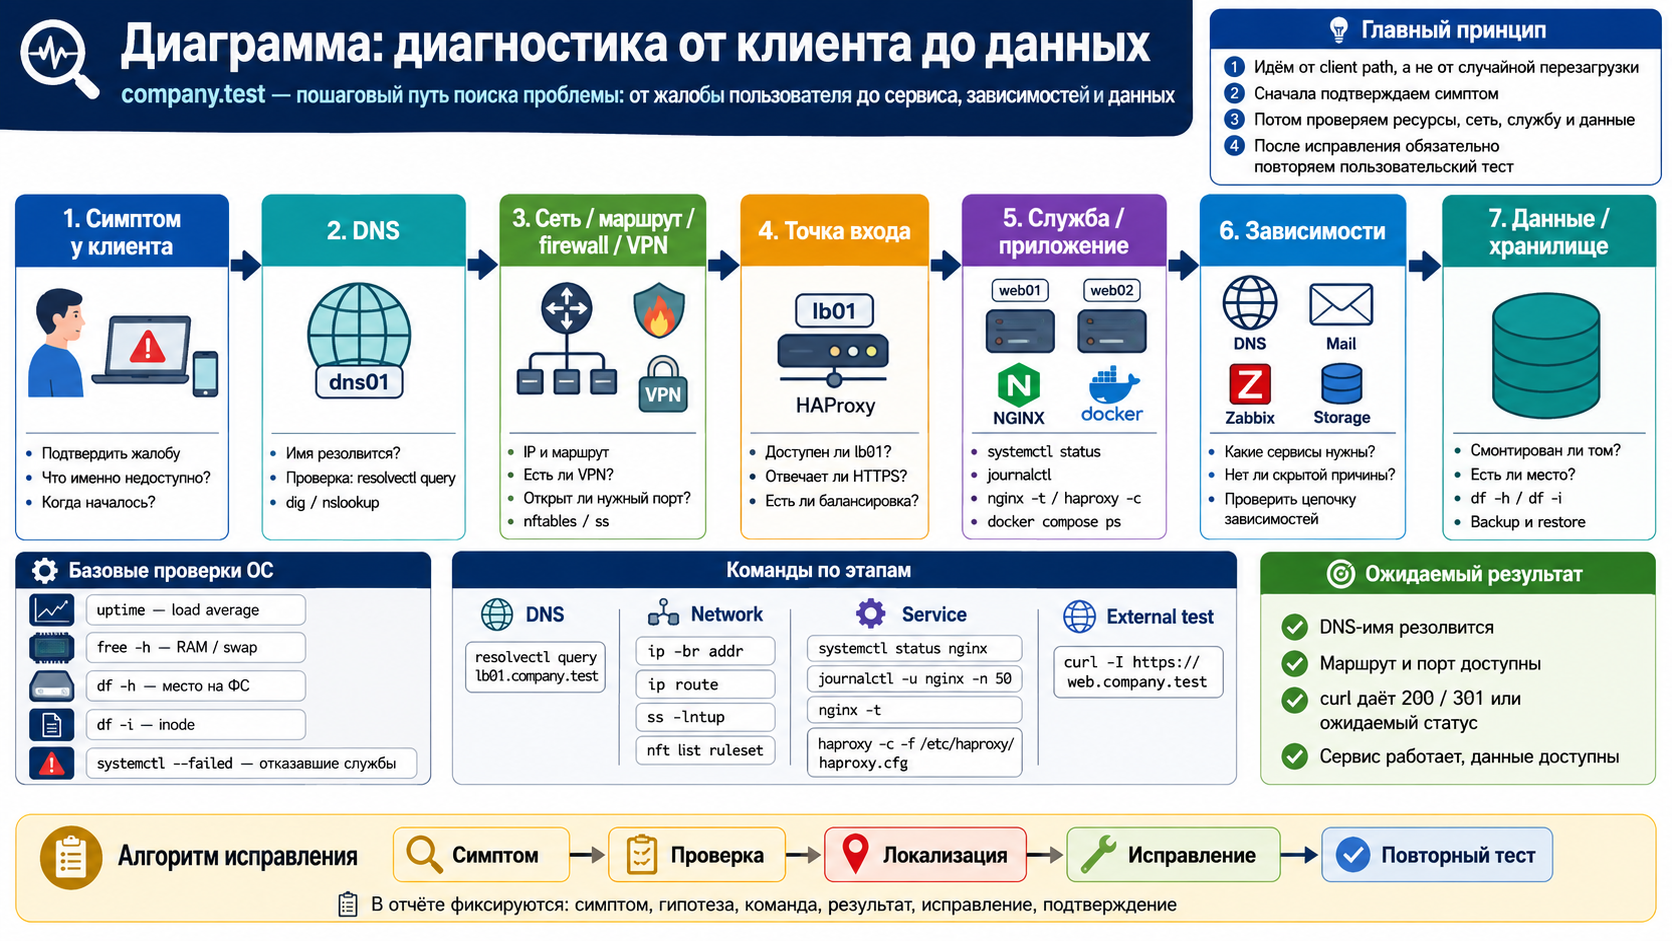 Диаграмма: диагностика от клиента до данных
company.test — пошаговый путь поиска проблемы: от жалобы пользователя до сервиса, зависимостей и данных
Главный принцип
1 Идём от client path, а не от случайной перезагрузки
2 Сначала подтверждаем симптом
3 Потом проверяем ресурсы, сеть, службу и данные
4 После исправления обязательно
повторяем пользовательский тест
1. Симптом
у клиента
• Подтвердить жалобу
• Что именно недоступно?
• Когда началось?
2. DNS
dns01
• Имя резолвится?
• Проверка: resolvectl query
• dig / nslookup
3. Сеть / маршрут /
firewall / VPN
VPN
• IP и маршрут
• Есть ли VPN?
• Открыт ли нужный порт?
• nftables / ss
4. Точка входа
lb01
HAProxy
• Доступен ли lb01?
• Отвечает ли HTTPS?
• Есть ли балансировка?
5. Служба /
приложение
web01 web02
N
NGINX docker
• systemctl status
• journalctl
• nginx -t / haproxy -c
• docker compose ps
6. Зависимости
DNS Mail
Z
Zabbix Storage
• Какие сервисы нужны?
• Нет ли скрытой причины?
• Проверить цепочку
зависимостей
7. Данные /
хранилище
• Смонтирован ли том?
• Есть ли место?
• df -h / df -i
• Backup и restore
Базовые проверки ОС
uptime — load average
free -h — RAM / swap
df -h — место на ФС
df -i — inode
systemctl --failed — отказавшие службы
Команды по этапам
DNS
resolvectl query
lb01.company.test
Network
ip -br addr
ip route
ss -lntup
nft list ruleset
Service
systemctl status nginx
journalctl -u nginx -n 50
nginx -t
haproxy -c -f /etc/haproxy/
haproxy.cfg
External test
curl -I https://
web.company.test
Ожидаемый результат
DNS-имя резолвится
Маршрут и порт доступны
curl даёт 200 / 301 или
ожидаемый статус
Сервис работает, данные доступны
Алгоритм исправления
Симптом
Проверка
Локализация
Исправление
Повторный тест
В отчёте фиксируются: симптом, гипотеза, команда, результат, исправление, подтверждение